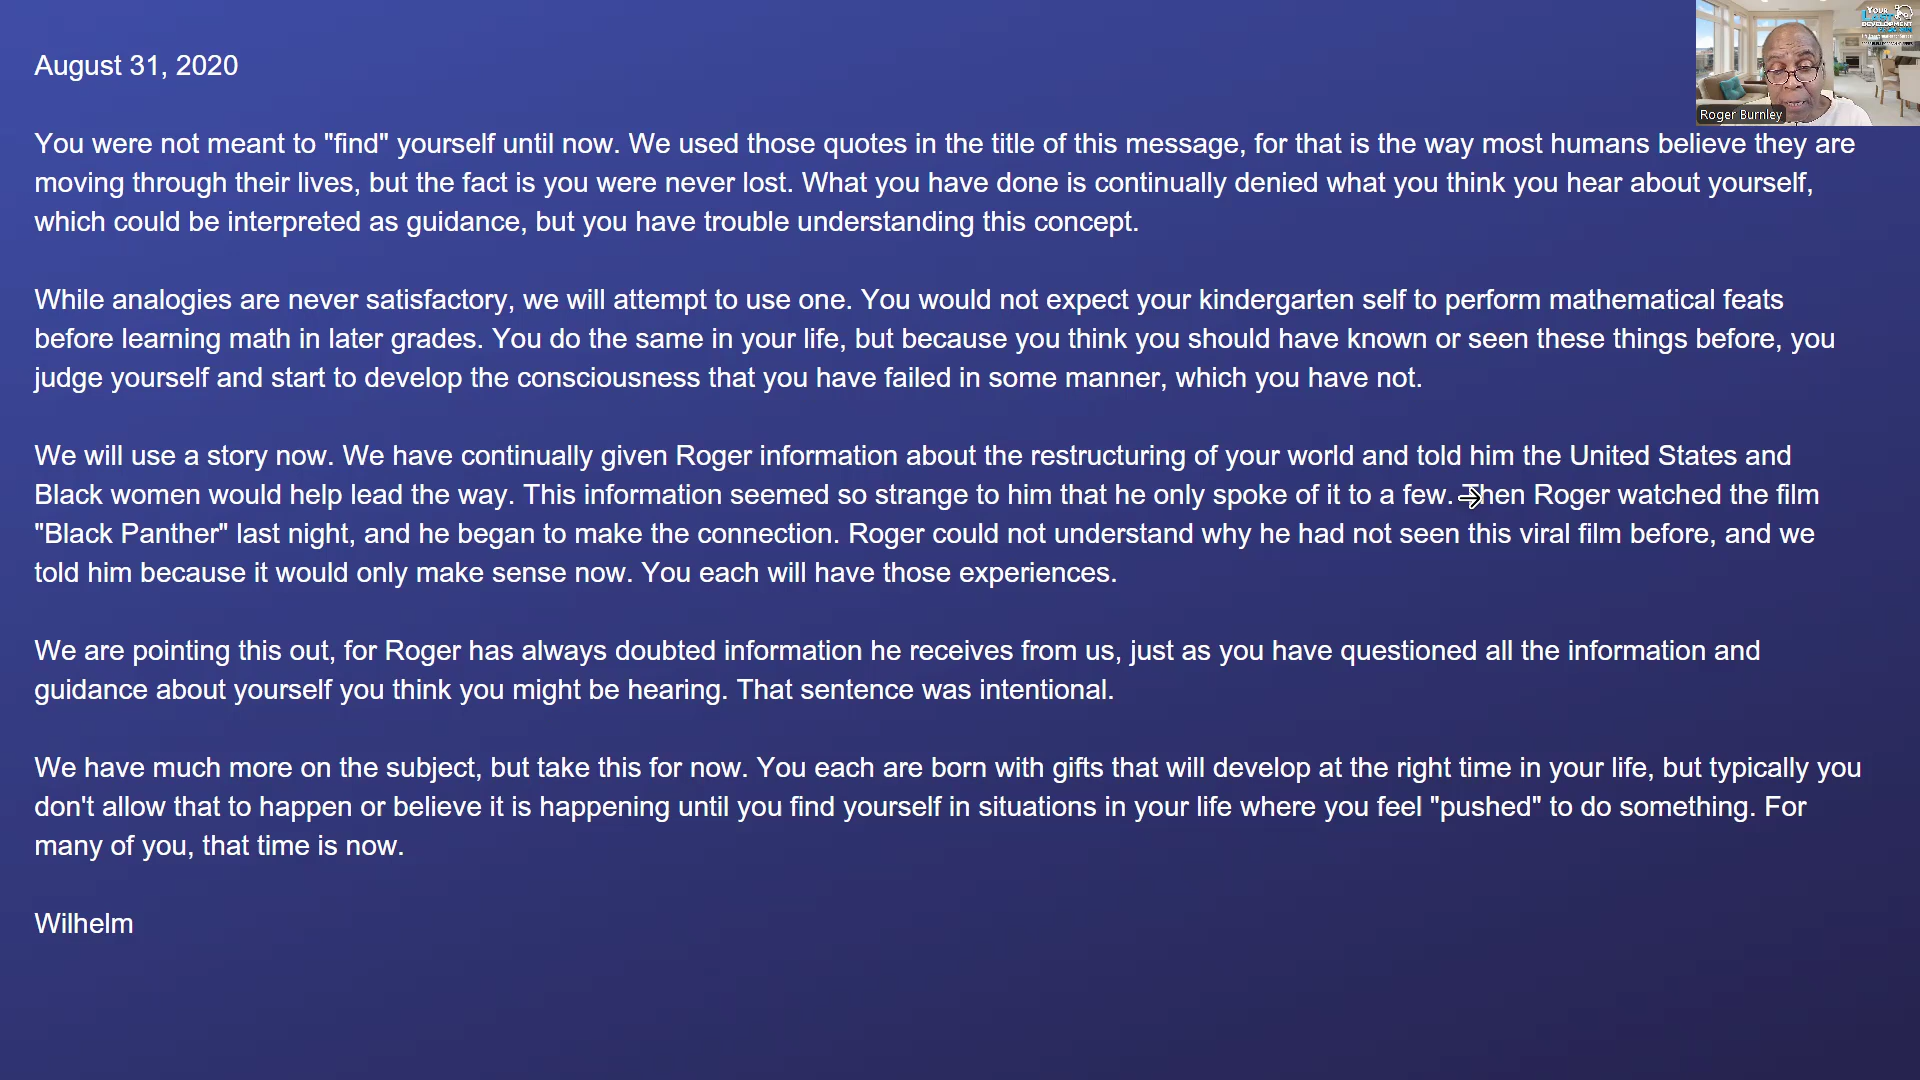 August 31, 2020
You were not meant to "find" yourself until now. We used those quotes in the title of this message, for that is the way most humans believe they are
moving through their lives, but the fact is you were never lost. What you have done is continually denied what you think you hear about yourself,
which could be interpreted as guidance, but you have trouble understanding this concept.
While analogies are never satisfactory, we will attempt to use one. You would not expect your kindergarten self to perform mathematical feats
before learning math in later grades. You do the same in your life, but because you think you should have known or seen these things before, you
judge yourself and start to develop the consciousness that you have failed in some manner, which you have not.
We will use a story now. We have continually given Roger information about the restructuring of your world and told him the United States and
Black women would help lead the way. This information seemed so strange to him that he only spoke of it to a few. Then Roger watched the film
"Black Panther" last night, and he began to make the connection. Roger could not understand why he had not seen this viral film before, and we
told him because it would only make sense now. You each will have those experiences.
We are pointing this out, for Roger has always doubted information he receives from us, just as you have questioned all the information and
guidance about yourself you think you might be hearing. That sentence was intentional.
We have much more on the subject, but take this for now. You each are born with gifts that will develop at the right time in your life, but typically you
don't allow that to happen or believe it is happening until you find yourself in situations in your life where you feel "pushed" to do something. For
many of you, that time is now.
Wilhelm
YOUR
LAST
DEVELOPMENT
Roger Burnley